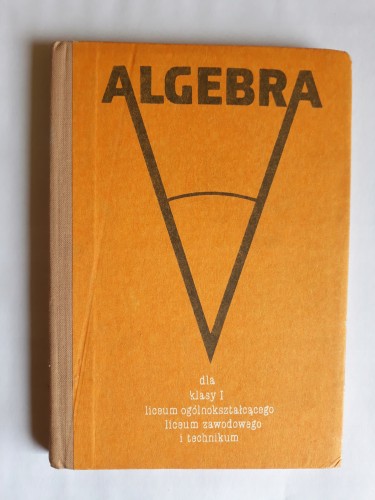 ALGEBRA
dla
klasy I
liceum ogólnokształcącego
liceum zawodowego
i technikum